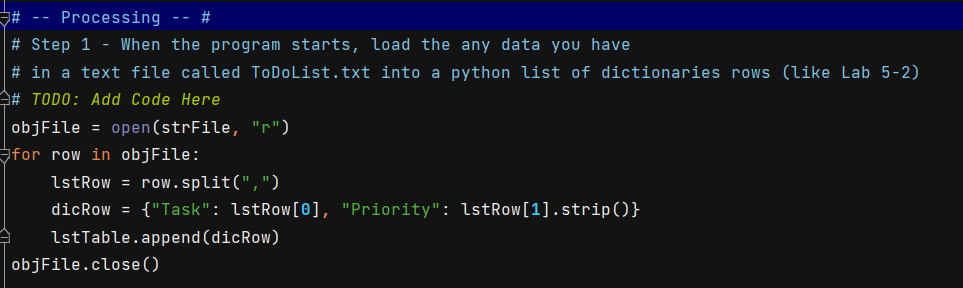 # -- Processing -- #
# Step 1 - When the program starts, load the any data you have
# in a text file called ToDoList.txt into a python list of dictionaries rows (like Lab 5-2)
# TODO: Add Code Here
objFile = open(strFile, "r")
for row in objFile:
    lstRow = row.split(",")
    dicRow = {"Task": lstRow[0], "Priority": lstRow[1].strip()}
    lstTable.append(dicRow)
objFile.close()